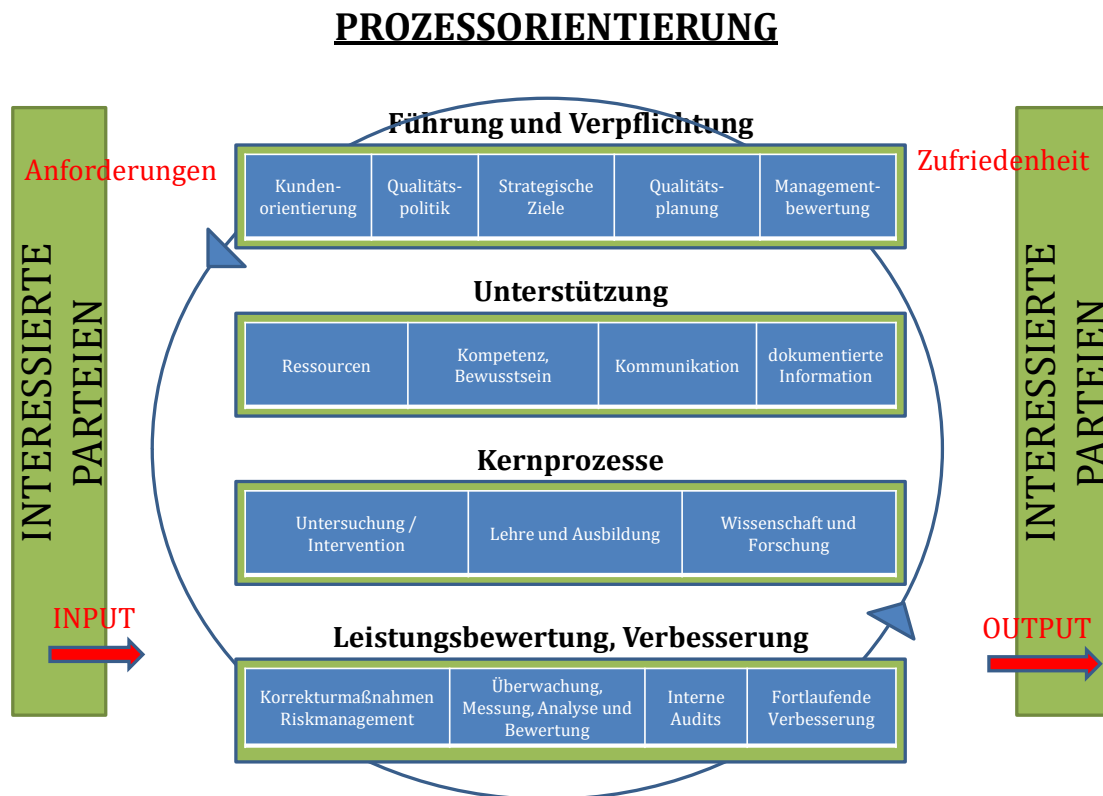 PROZESSORIENTIERUNG
INTERESSIERTE
PARTEIEN
Anforderungen
INPUT
Führung und Verpflichtung
Kunden-
orientierung
Qualitäts-
politik
Strategische
Ziele
Qualitäts-
planung
Management-
bewertung
Unterstützung
Ressourcen
Kompetenz,
Bewusstsein
Kommunikation
dokumentierte
Information
Kernprozesse
Untersuchung /
Intervention
Lehre und Ausbildung
Wissenschaft und
Forschung
Leistungsbewertung, Verbesserung
Korrekturmaßnahmen
Riskmanagement
Überwachung,
Messung, Analyse und
Bewertung
Interne
Audits
Fortlaufende
Verbesserung
Zufriedenheit
OUTPUT
INTERESSIERTE
PARTEIEN